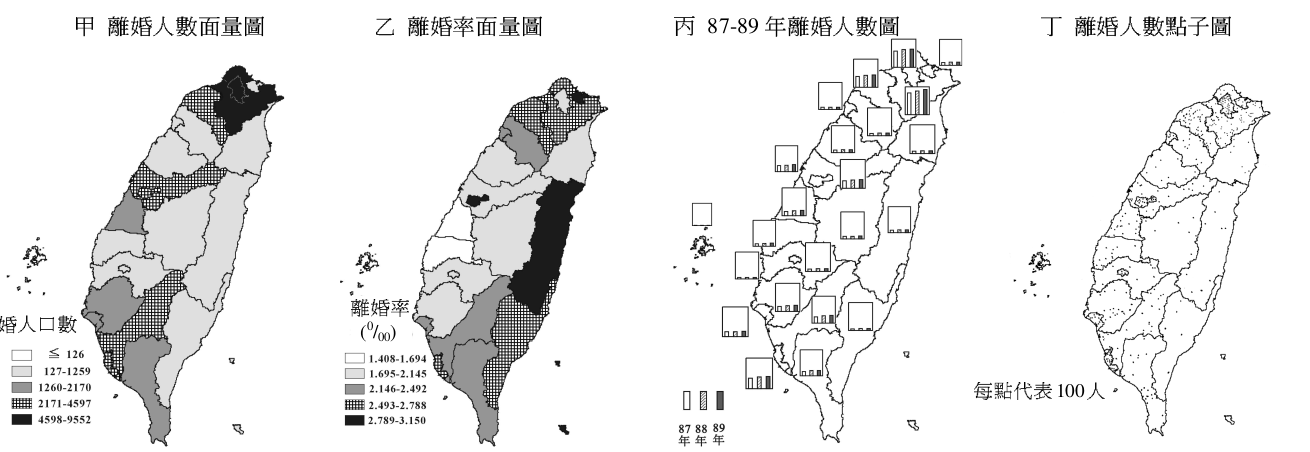 甲 離婚人數面量圖
乙 離婚率面量圖
丙 87-89 年離婚人數圖
丁 離婚人數點子圖
婚人口數
≦ 126
127-1259
1260-2170
2171-4597
4598-9552
離婚率
(0/00)
1.408-1.694
1.695-2.145
2.146-2.492
2.493-2.788
2.789-3.150
87 88 89
年 年 年
每點代表100人